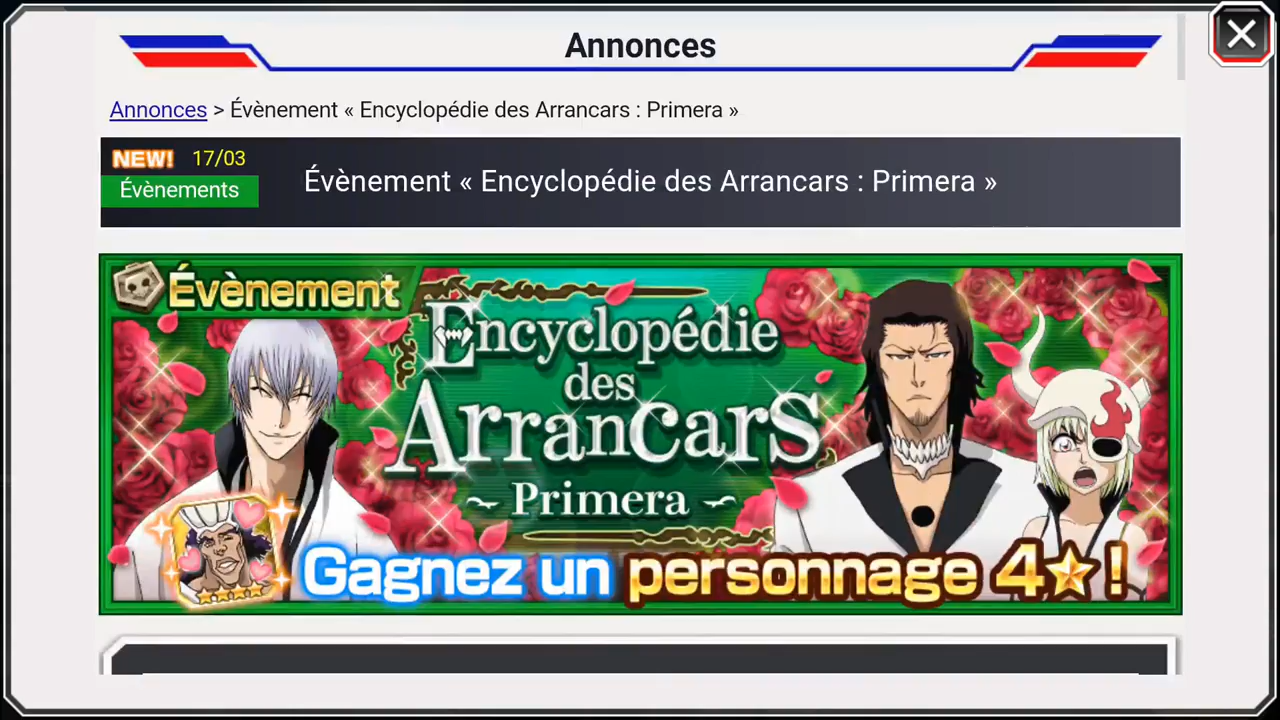 Annonces
Annonces > Évènement « Encyclopédie des Arrancars : Primera »
NEW! 17/03
Évènements
Évènement « Encyclopédie des Arrancars : Primera »
Évènement
Encyclopédie
des
Arrancars
~ Primera ~
Gagnez un personnage 4★ !